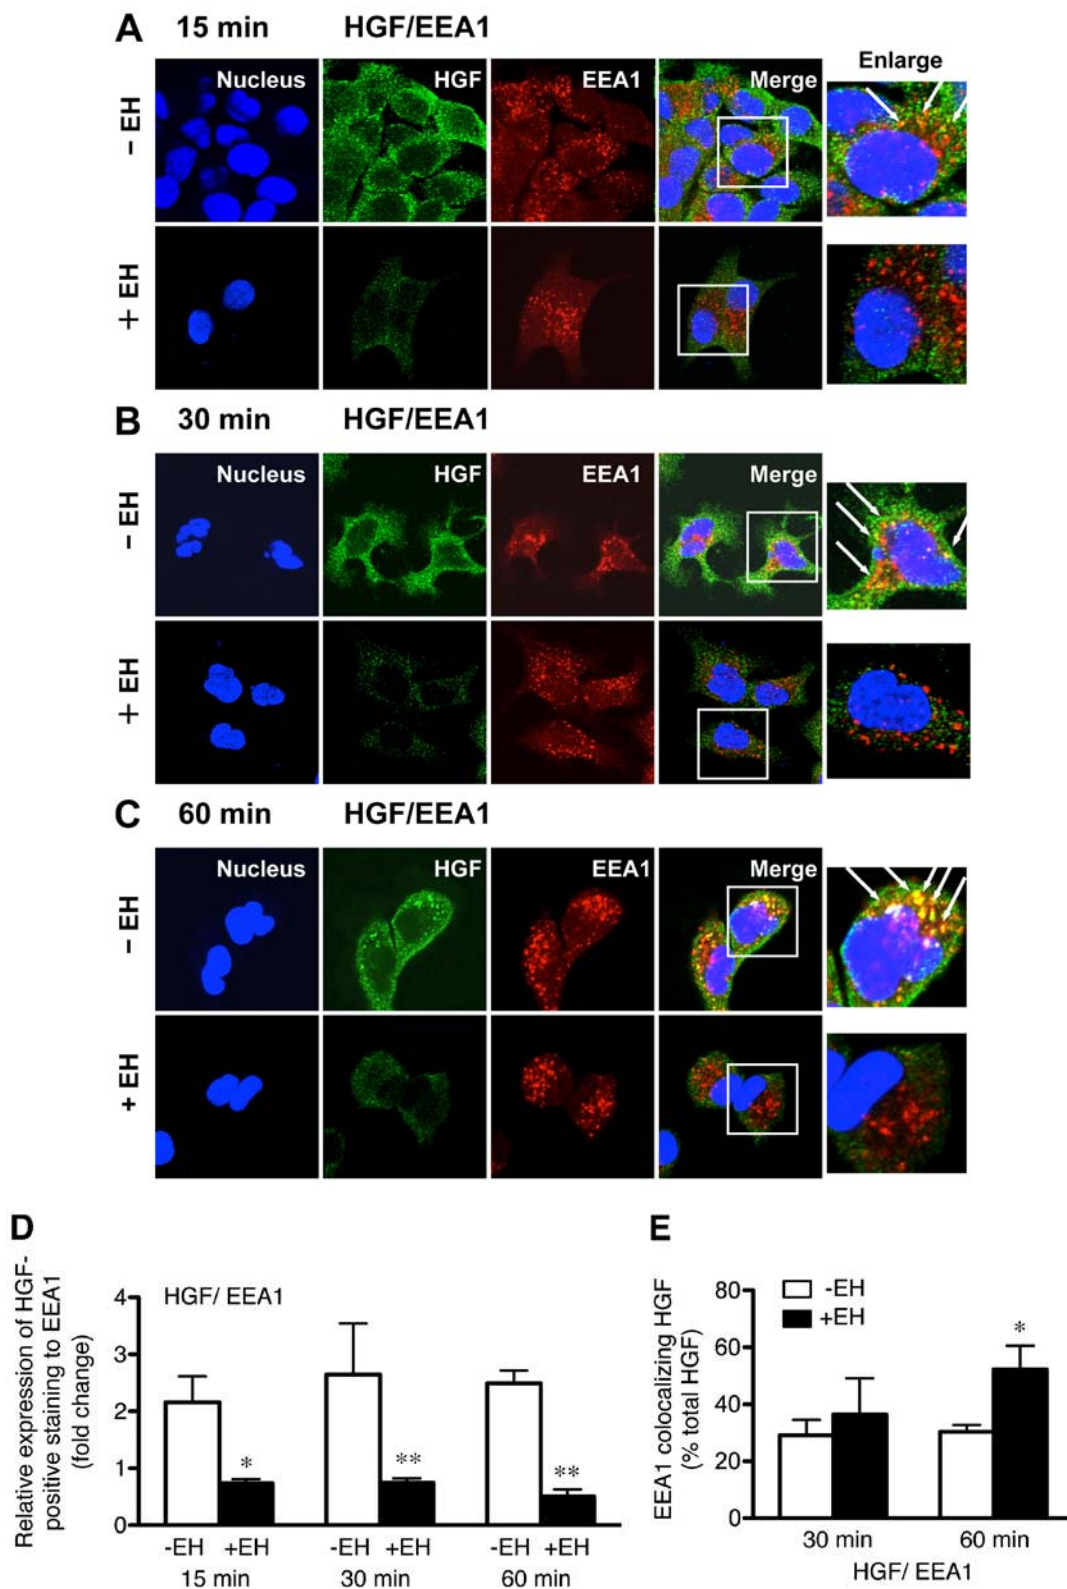 A 15 min HGF/EEA1
Enlarge
Nucleus HGF EEA1 Merge
– EH
+ EH
B 30 min HGF/EEA1
Nucleus HGF EEA1 Merge
– EH
+ EH
C 60 min HGF/EEA1
Nucleus HGF EEA1 Merge
– EH
+ EH
D
Relative expression of HGF-
positive staining to EEA1
(fold change)
HGF/ EEA1
4
3
2
1
0
* ** **
-EH +EH -EH +EH -EH +EH
15 min 30 min 60 min
E
EEA1 colocalizing HGF
(% total HGF)
80
60
40
20
0
-EH
+EH
*
30 min 60 min
HGF/ EEA1